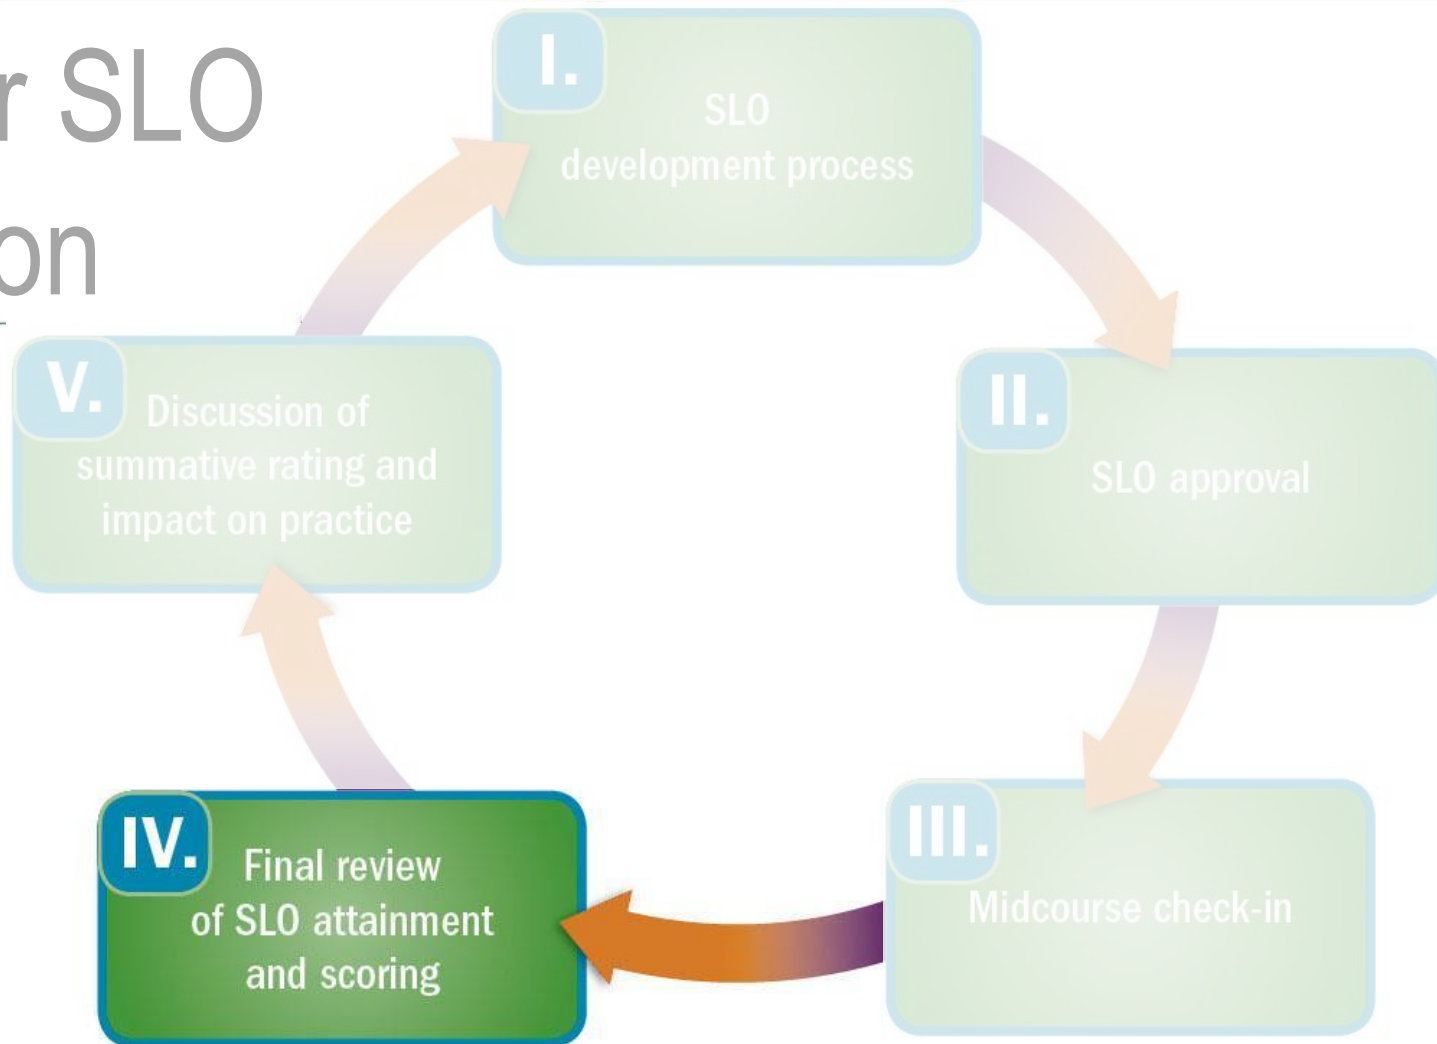 r SLO
on
I.
SLO
development process
II.
SLO approval
III.
Midcourse check-in
IV.
Final review
of SLO attainment
and scoring
V.
Discussion of
summative rating and
impact on practice